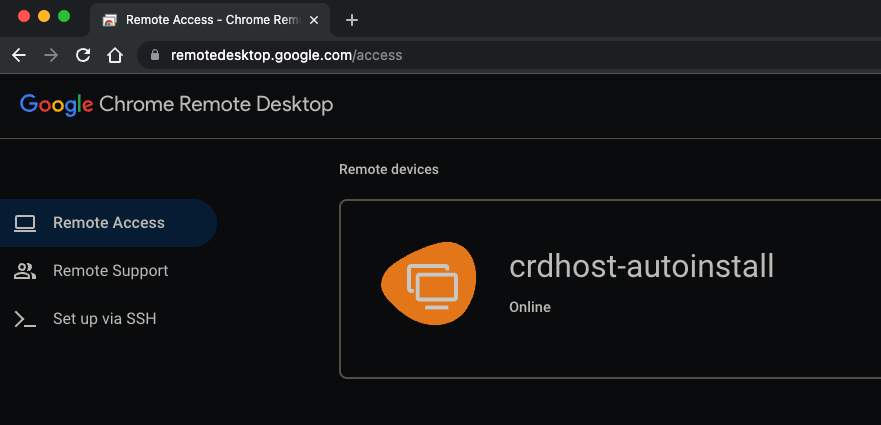 Remote Access - Chrome Rem
remotedesktop.google.com/access
Google Chrome Remote Desktop
Remote devices
Remote Access
Remote Support
Set up via SSH
crdhost-autoinstall
Online